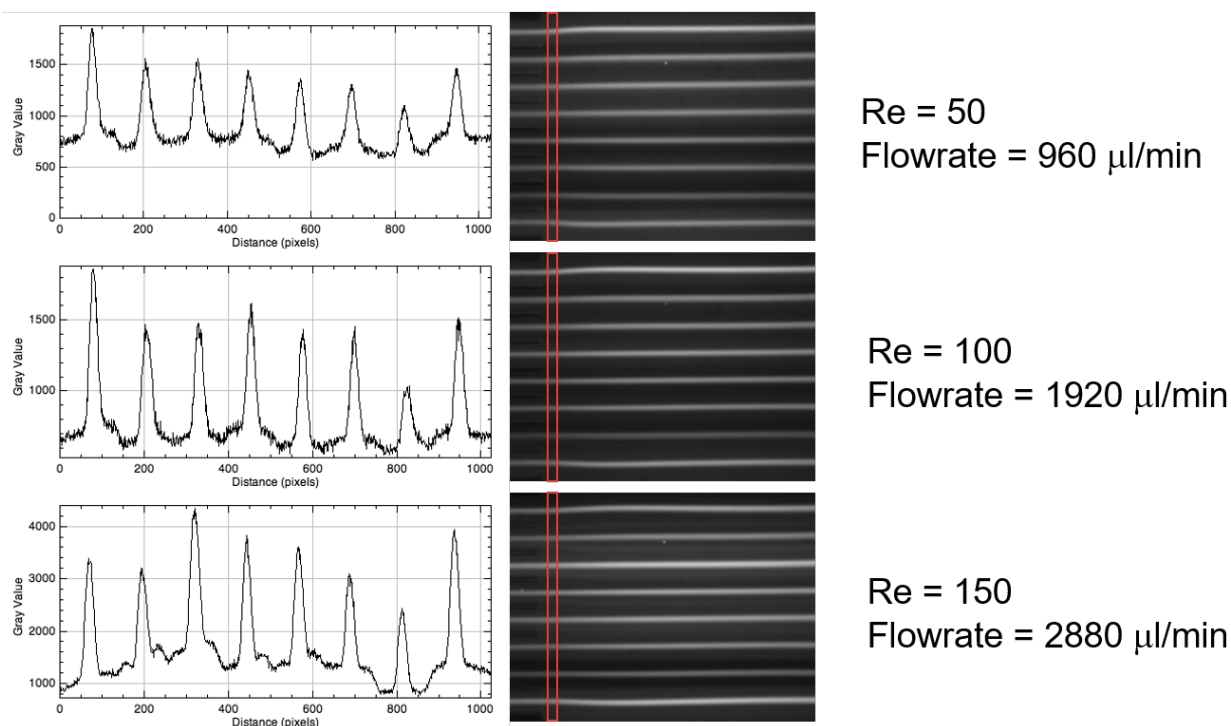 1500
1000
500
0
Gray Value
0 200 400 600 800 1000
Distance (pixels)
Re = 50
Flowrate = 960 μl/min
1500
1000
Gray Value
0 200 400 600 800 1000
Distance (pixels)
Re = 100
Flowrate = 1920 μl/min
4000
3000
2000
1000
Gray Value
0 200 400 600 800 1000
Distance (pixels)
Re = 150
Flowrate = 2880 μl/min